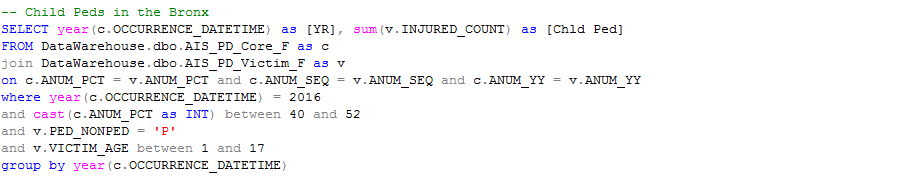 -- Child Peds in the Bronx
SELECT year(c.OCCURRENCE_DATETIME) as [YR], sum(v.INJURED_COUNT) as [Chld Ped]
FROM DataWarehouse.dbo.AIS_PD_Core_F as c
join DataWarehouse.dbo.AIS_PD_Victim_F as v
on c.ANUM_PCT = v.ANUM_PCT and c.ANUM_SEQ = v.ANUM_SEQ and c.ANUM_YY = v.ANUM_YY
where year(c.OCCURRENCE_DATETIME) = 2016
and cast(c.ANUM_PCT as INT) between 40 and 52
and v.PED_NONPED = 'P'
and v.VICTIM_AGE between 1 and 17
group by year(c.OCCURRENCE_DATETIME)